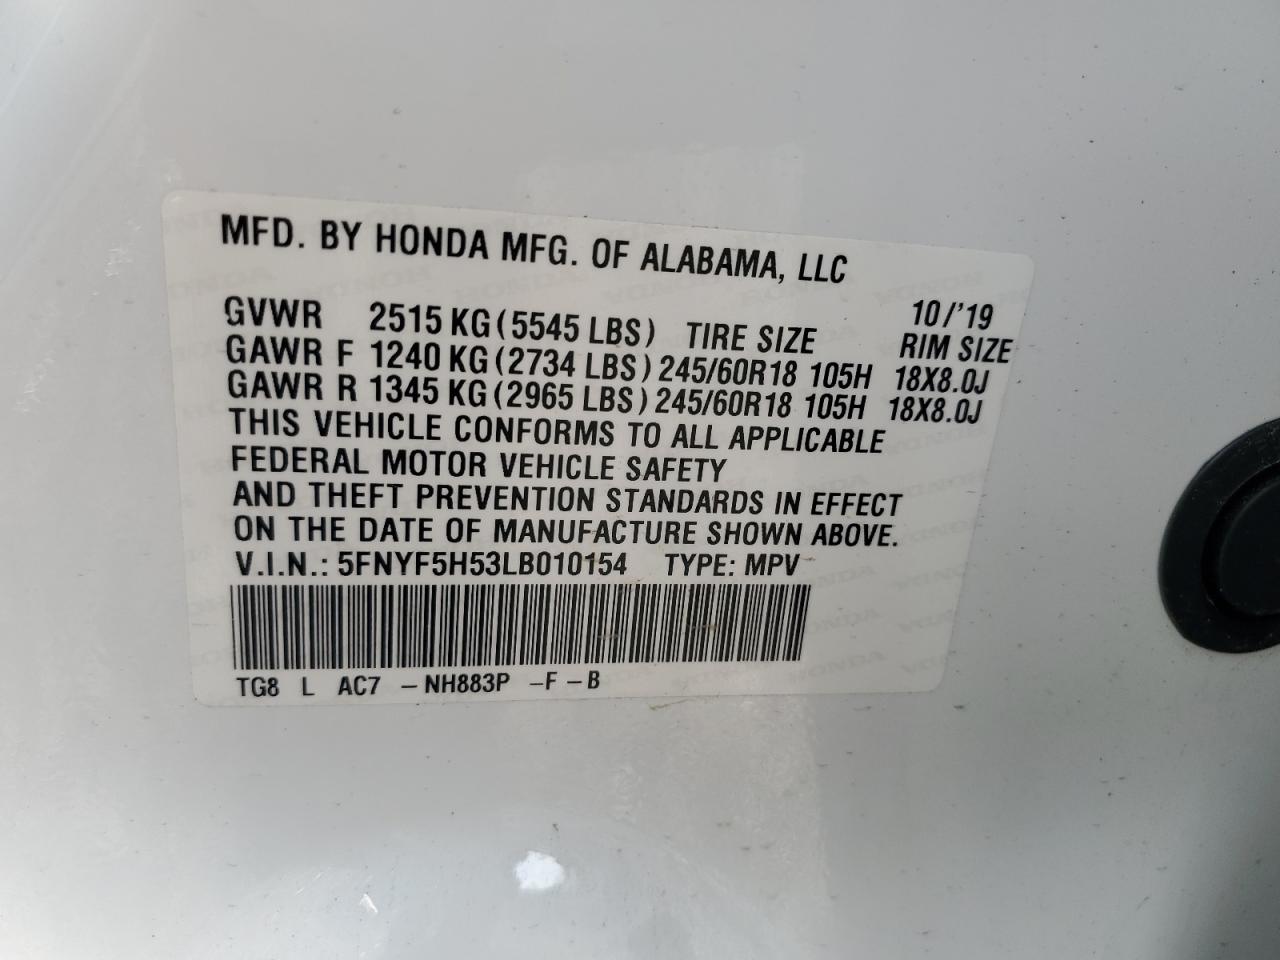 MFD. BY HONDA MFG. OF ALABAMA, LLC
10/'19
GVWR 2515 KG (5545 LBS) TIRE SIZE RIM SIZE
GAWR F 1240 KG (2734 LBS) 245/60R18 105H 18X8.0J
GAWR R 1345 KG (2965 LBS) 245/60R18 105H 18X8.0J
THIS VEHICLE CONFORMS TO ALL APPLICABLE
FEDERAL MOTOR VEHICLE SAFETY
AND THEFT PREVENTION STANDARDS IN EFFECT
ON THE DATE OF MANUFACTURE SHOWN ABOVE.
V.I.N.: 5FNYF5H53LB010154 TYPE: MPV
TG8 L AC7 -NH883P -F -B